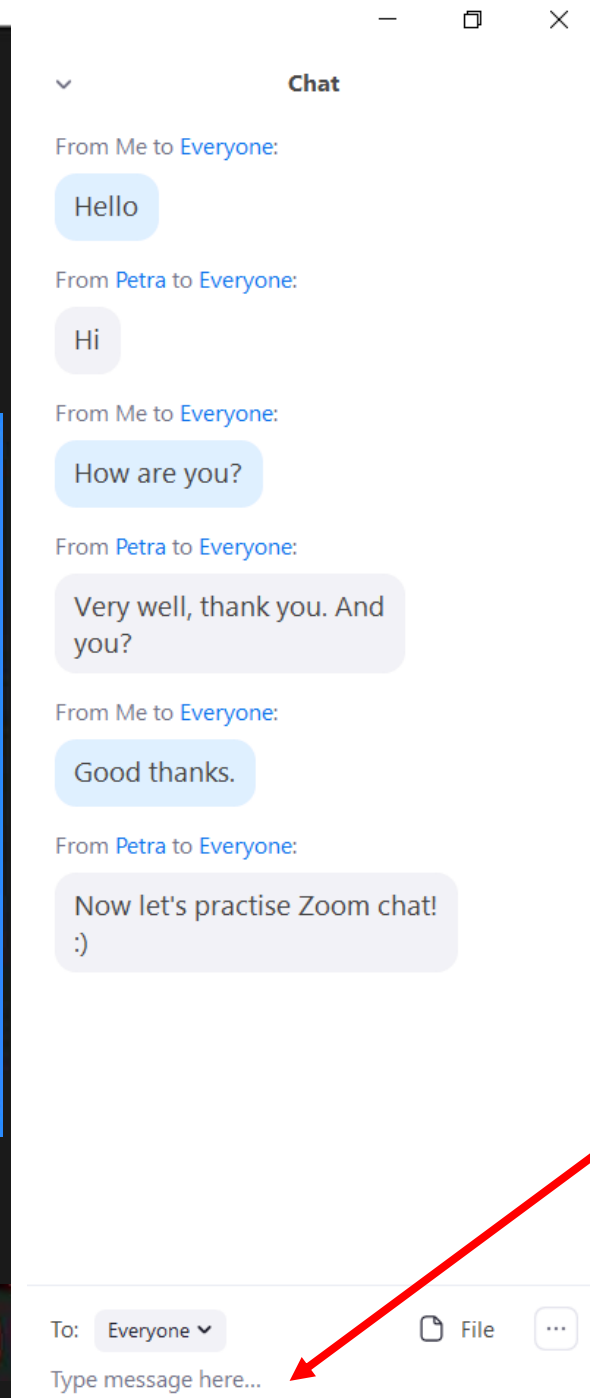 Chat
From Me to Everyone:
Hello
From Petra to Everyone:
Hi
From Me to Everyone:
How are you?
From Petra to Everyone:
Very well, thank you. And
you?
From Me to Everyone:
Good thanks.
From Petra to Everyone:
Now let's practise Zoom chat!
:)
To: Everyone File ...
Type message here...